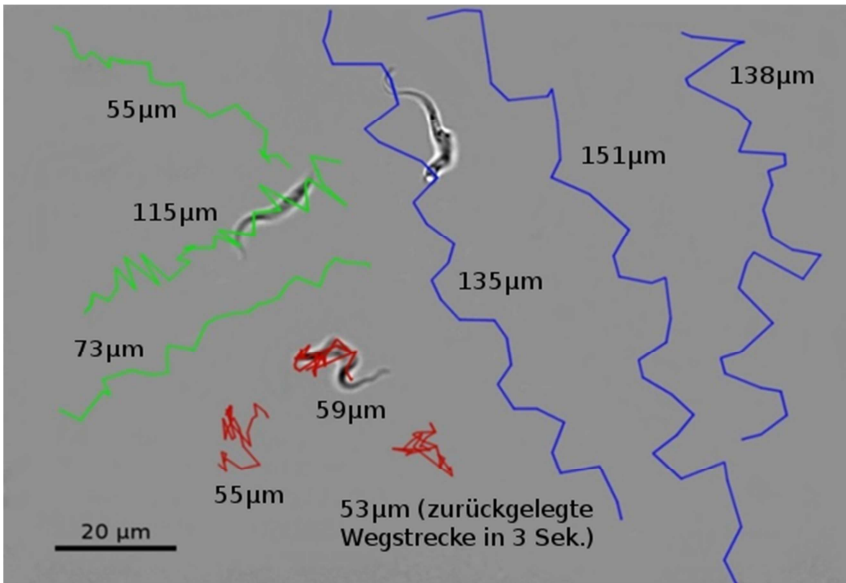 55µm
138µm
151µm
115µm
135µm
73µm
59µm
55µm
53µm (zurückgelegte
Wegstrecke in 3 Sek.)
20 µm